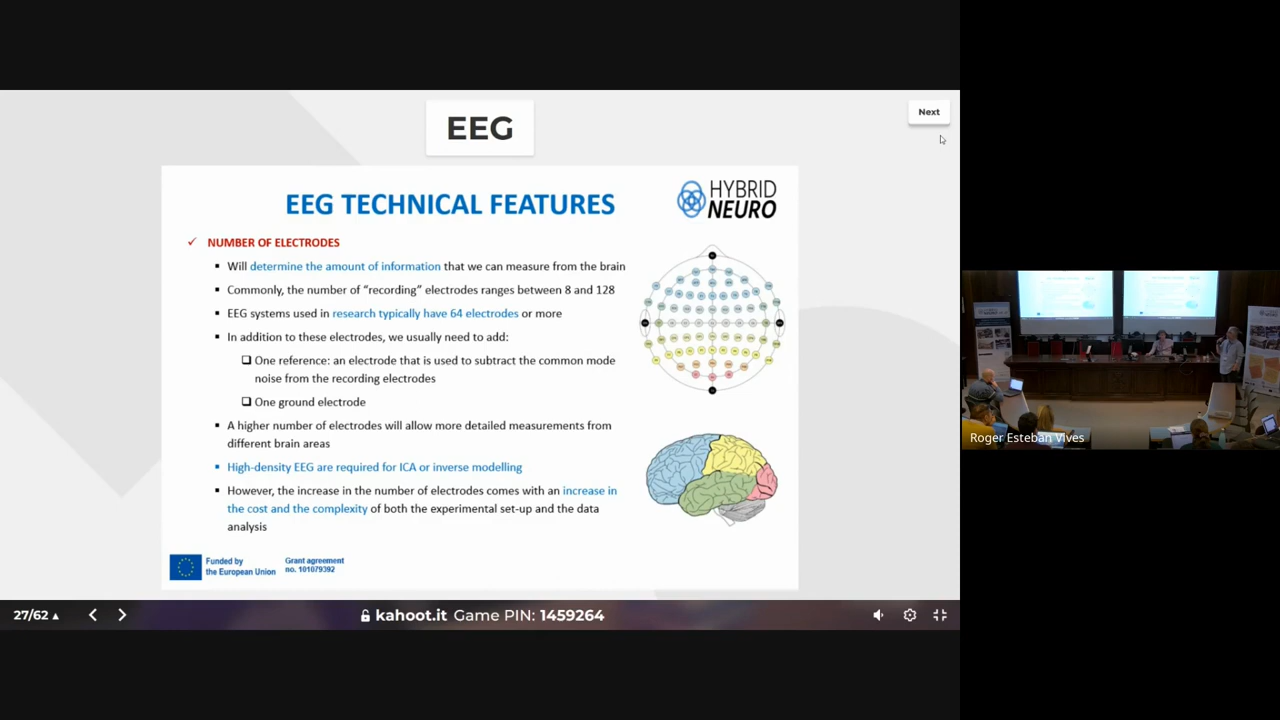 EEG
Next
EEG TECHNICAL FEATURES
HYBRID
NEURO
✓ NUMBER OF ELECTRODES
▪ Will determine the amount of information that we can measure from the brain
▪ Commonly, the number of “recording” electrodes ranges between 8 and 128
▪ EEG systems used in research typically have 64 electrodes or more
▪ In addition to these electrodes, we usually need to add:
❑ One reference: an electrode that is used to subtract the common mode
noise from the recording electrodes
❑ One ground electrode
▪ A higher number of electrodes will allow more detailed measurements from
different brain areas
▪ High-density EEG are required for ICA or inverse modelling
▪ However, the increase in the number of electrodes comes with an increase in
the cost and the complexity of both the experimental set-up and the data
analysis
Funded by
the European Union
Grant agreement
no. 101079392
27/62
kahoot.it Game PIN: 1459264
Roger Esteban VIves